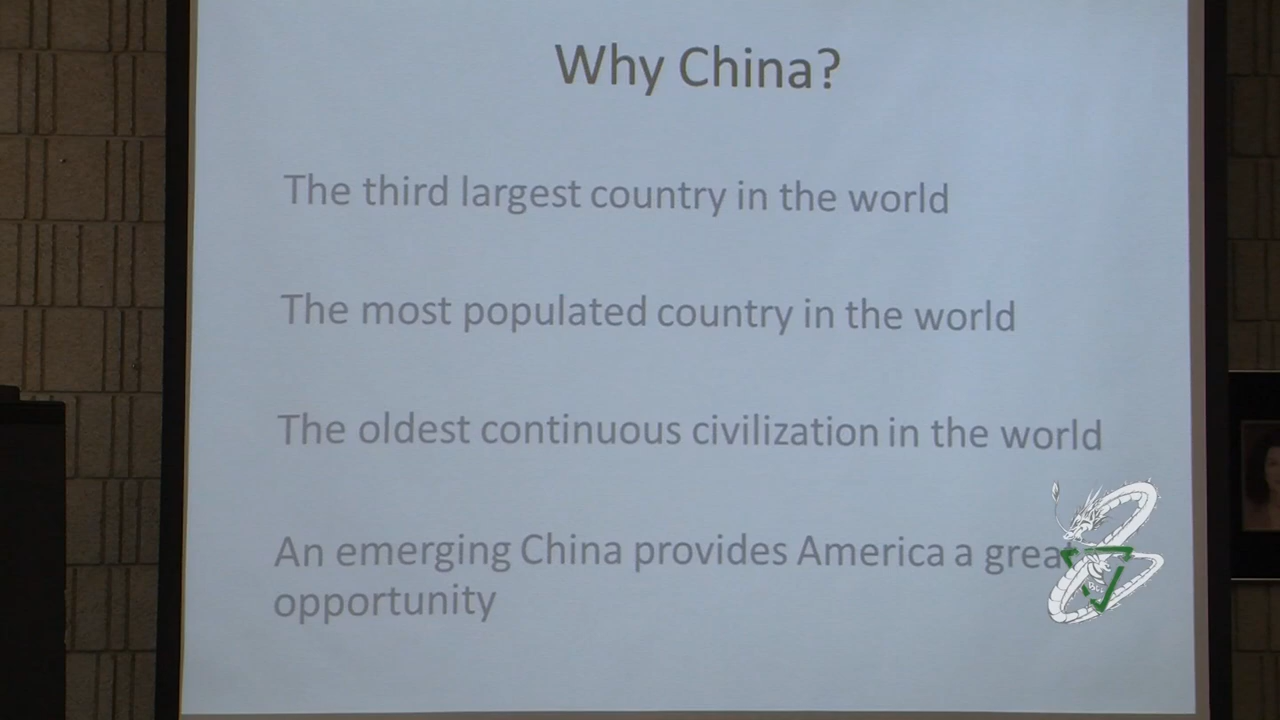 Why China?
The third largest country in the world
The most populated country in the world
The oldest continuous civilization in the world
An emerging China provides America a grea
opportunity